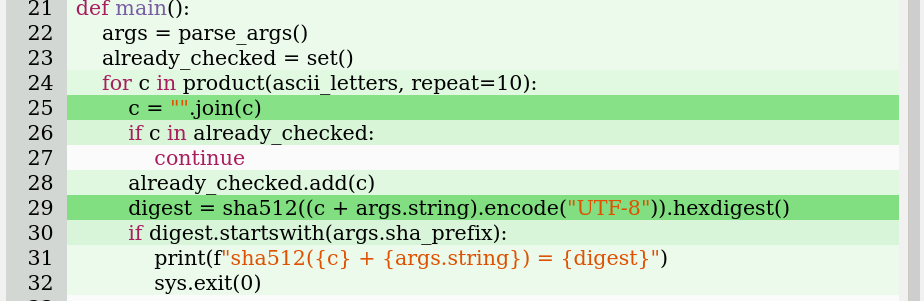 21 def main():
22     args = parse_args()
23     already_checked = set()
24     for c in product(ascii_letters, repeat=10):
25         c = "".join(c)
26         if c in already_checked:
27             continue
28         already_checked.add(c)
29         digest = sha512((c + args.string).encode("UTF-8")).hexdigest()
30         if digest.startswith(args.sha_prefix):
31             print(f"sha512({c} + {args.string}) = {digest}")
32             sys.exit(0)